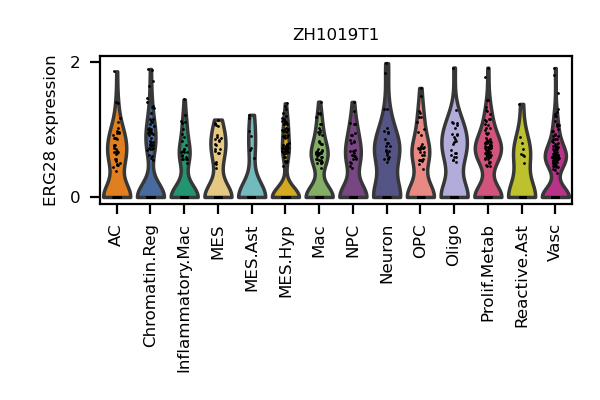 ZH1019T1
ERG28 expression
2
0
AC
Chromatin.Reg
Inflammatory.Mac
MES
MES.Ast
MES.Hyp
Mac
NPC
Neuron
OPC
Oligo
Prolif.Metab
Reactive.Ast
Vasc